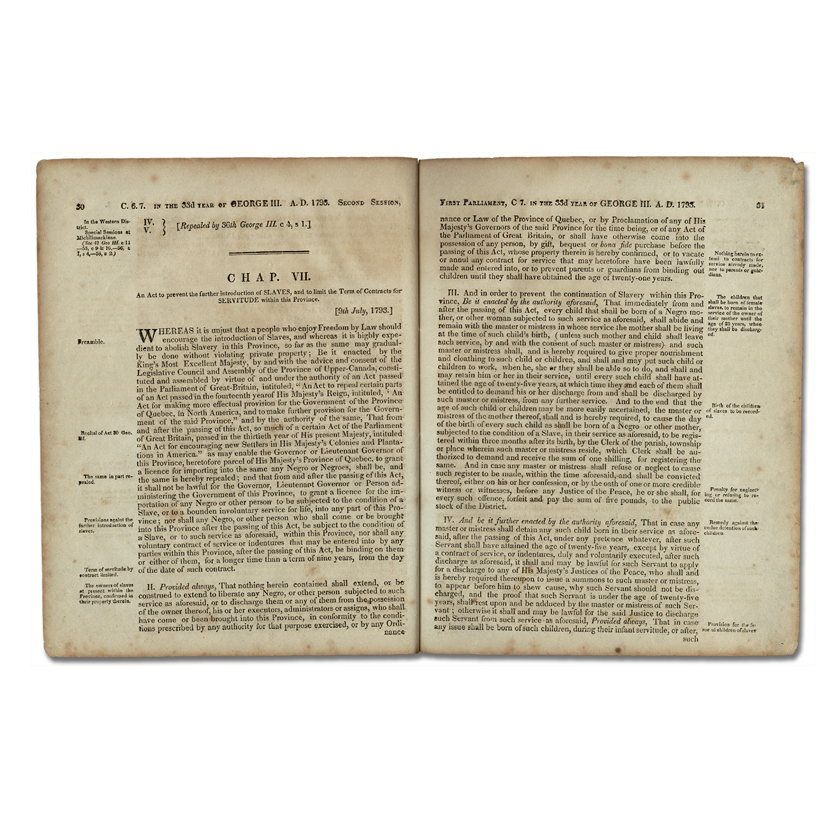 30 C. 6. 7. IN THE 33d YEAR OF GEORGE III. A. D. 1793. SECOND SESSION,
In the Western District.
Special Sessions at Michilimackinac.
IV.
V.
[Repealed by 36th George III. c 4, s 1.]
CHAP. VII.
An Act to prevent the further introduction of SLAVES, and to limit the Term of Contracts for
SERVITUDE within this Province.
[9th July, 1793.]
Preamble.
WHEREAS it is unjust that a people who enjoy Freedom by Law should
encourage the introduction of Slaves, and whereas it is highly expe-
dient to abolish Slavery in this Province, so far as the same may gradual-
ly be done without violating private property; Be it enacted by the
King's Most Excellent Majesty, by and with the advice and consent of the
Legislative Council and Assembly of the Province of Upper-Canada, consti-
tuted and assembled by virtue of and under the authority of an Act passed
in the Parliament of Great-Britain, intituled, "An Act to repeal certain parts
of an Act passed in the fourteenth year of His Majesty's Reign, intituled, 'An
Act for making more effectual provision for the Government of the Province
of Quebec, in North America, and to make further provision for the Govern-
ment of the said Province," and by the authority of the same, That from
and after the passing of this Act, so much of a certain Act of the Parliament
of Great Britain, passed in the thirtieth year of His present Majesty, intituled
"An Act for encouraging new Settlers in His Majesty's Colonies and Planta-
tions in America." as may enable the Governor or Lieutenant Governor of
this Province, heretofore parcel of His Majesty's Province of Quebec, to grant
a licence for importing into the same any Negro or Negroes, shall be, and
the same is hereby repealed; and that from and after the passing of this Act,
it shall not be lawful for the Governor, Lieutenant Governor or Person ad-
ministering the Government of this Province, to grant a licence for the im-
portation of any Negro or other person to be subjected to the condition of a
Slave, or to a bounden involuntary service for life, into any part of this Pro-
vince; nor shall any Negro, or other person who shall come or be brought
into this Province after the passing of this Act, be subject to the condition of
a Slave, or to such service as aforesaid, within this Province, nor shall any
voluntary contract of service or indentures that may be entered into by any
parties within this Province, after the passing of this Act, be binding on them
or either of them, for a longer time than a term of nine years, from the day
of the date of such contract.
The same in part re-
pealed.
Provisions against the
further introduction of
slaves.
Term of servitude by
contract limited.
The owners of slaves
at present within the
Province, confirmed in
their property therein.
II. Provided always, That nothing herein contained shall extend, or be
construed to extend to liberate any Negro, or other person subjected to such
service as aforesaid, or to discharge them or any of them from the possession
of the owner thereof, his or her executors, administrators or assigns, who shall
have come or been brought into this Province, in conformity to the condi-
tions prescribed by any authority for that purpose exercised, or by any Ordi-
nance
FIRST PARLIAMENT, C 7. IN THE 33d YEAR OF GEORGE III. A. D. 1793. 31
nance or Law of the Province of Quebec, or by Proclamation of any of His
Majesty's Governors of the said Province for the time being, or of any Act of
the Parliament of Great Britain, or shall have otherwise come into the
possession of any person, by gift, bequest or bona fide purchase before the
passing of this Act, whose property therein is hereby confirmed, or to vacate
or annul any contract for service that may heretofore have been lawfully
made and entered into, or to prevent parents or guardians from binding out
children until they shall have obtained the age of twenty-one years.
Nothing herein to ex-
tend to contracts for
service already made,
nor to parents or guar-
dians.
III. And in order to prevent the continuation of Slavery within this Pro-
vince, Be it enacted by the authority aforesaid, That immediately from and
after the passing of this Act, every child that shall be born of a Negro mo-
ther, or other woman subjected to such service as aforesaid, shall abide and
remain with the master or mistress in whose service the mother shall be living
at the time of such child's birth, (unless such mother and child shall leave
such service, by and with the consent of such master or mistress) and such
master or mistress shall, and is hereby required to give proper nourishment
and clothing to such child or children, and shall and may put such child or
children to work, when he, she or they shall be able so to do, and shall and
may retain him or her in their service, until every such child shall have at-
tained the age of twenty-five years, at which time they and each of them shall
be entitled to demand his or her discharge from and shall be discharged by
such master or mistress, from any further service. And to the end that the
age of such child or children may be more easily ascertained, the master or
mistress of the mother thereof, shall and is hereby required, to cause the day
of the birth of every such child as shall be born of a Negro or other mother,
subjected to the condition of a Slave, in their service as aforesaid, to be regis-
tered within three months after its birth, by the Clerk of the parish, township
or place wherein such master or mistress reside, which Clerk shall be au-
thorized to demand and receive the sum of one shilling, for registering the
same. And in case any master or mistress shall refuse or neglect to cause
such register to be made, within the time aforesaid, and shall be convicted
thereof, either on his or her confession, or by the oath of one or more credible
witness or witnesses, before any Justice of the Peace, he or she shall, for
every such offence, forfeit and pay the sum of five pounds, to the public
stock of the District.
The children that
shall be born of female
slaves, to remain in the
service of the owner of
their mother until the
age of 25 years, when
they shall be discharg-
ed.
Birth of the children
of slaves to be record-
ed.
Penalty for neglect-
ing or refusing to re-
cord the same.
IV. And be it further enacted by the authority aforesaid, That in case any
master or mistress shall detain any such child born in their service as afore-
said, after the passing of this Act, under any pretence whatever, after such
Servant shall have attained the age of twenty-five years, except by virtue of
a contract of service, or indentures, duly and voluntarily executed, after such
discharge as aforesaid, it shall and may be lawful for such Servant to apply
for a discharge to any of His Majesty's Justices of the Peace, who shall and
is hereby required thereupon to issue a summons to such master or mistress,
to appear before him to shew cause, why such Servant should not be dis-
charged, and the proof that such Servant is under the age of twenty-five
years, shall rest upon and be adduced by the master or mistress of such Ser-
vant; otherwise it shall and may be lawful for the said Justice to discharge
such Servant from such service as aforesaid, Provided always, That in case
any issue shall be born of such children, during their infant servitude, or after,
such
Remedy against the
undue detention of such
children
Provision for the is-
sue of children of slaves